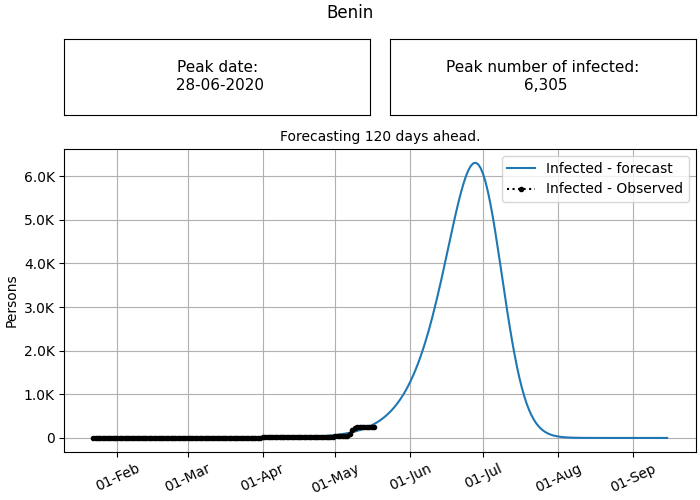 Benin
Peak date:
28-06-2020
Peak number of infected:
6,305
Forecasting 120 days ahead.
Infected - forecast
Infected - Observed
Persons
6.0K
5.0K
4.0K
3.0K
2.0K
1.0K
0
01-Feb
01-Mar
01-Apr
01-May
01-Jun
01-Jul
01-Aug
01-Sep